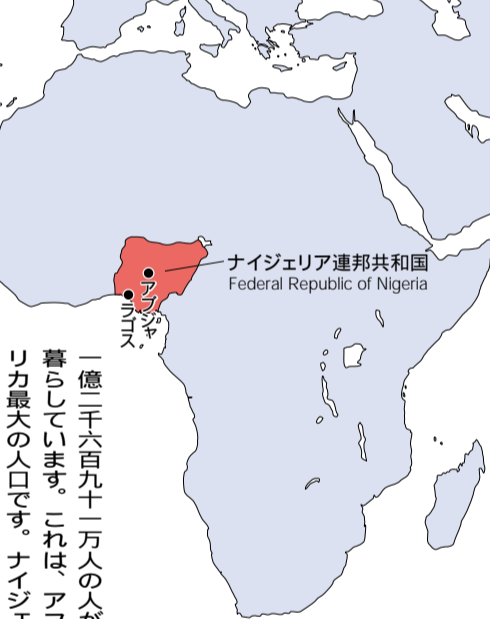 ナイジェリア連邦共和国
Federal Republic of Nigeria
アブジャ
ラゴス
一億二千六百九十一万人の人が
暮らしています。これは、アフ
リカ最大の人口です。ナイジェ